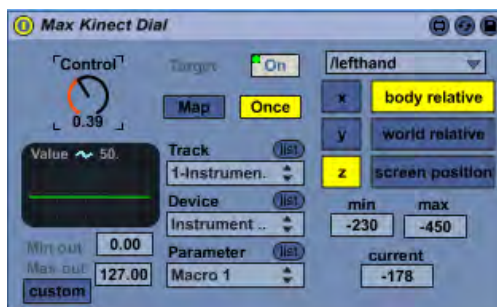 Max Kinect Dial
Control
0.39
Target
On
Map
Once
Value 50.
Track
list
1-Instrumen.
Device
list
Instrument ..
Parameter
list
Macro 1
Min out
0.00
Max out
127.00
custom
/lefthand
x
body relative
y
world relative
z
screen position
min
max
-230
-450
current
-178